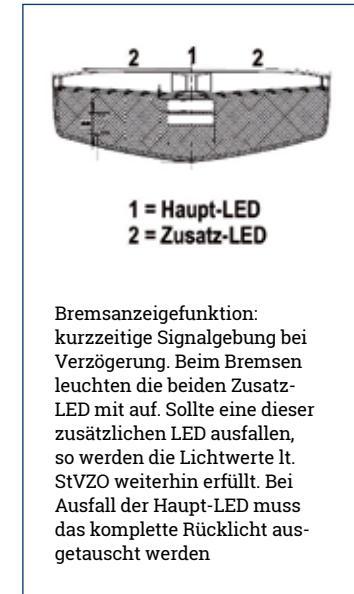 2 1 2
1 = Haupt-LED
2 = Zusatz-LED
Bremsanzeigefunktion:
kurzzeitige Signalgebung bei
Verzögerung. Beim Bremsen
leuchten die beiden Zusatz-
LED mit auf. Sollte eine dieser
zusätzlichen LED ausfallen,
so werden die Lichtwerte lt.
StVZO weiterhin erfüllt. Bei
Ausfall der Haupt-LED muss
das komplette Rücklicht aus-
getauscht werden